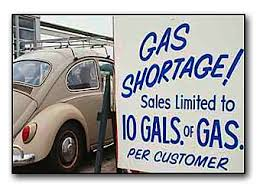 GAS
SHORTAGE!
Sales Limited to
10 GALS. OF GAS.
PER CUSTOMER